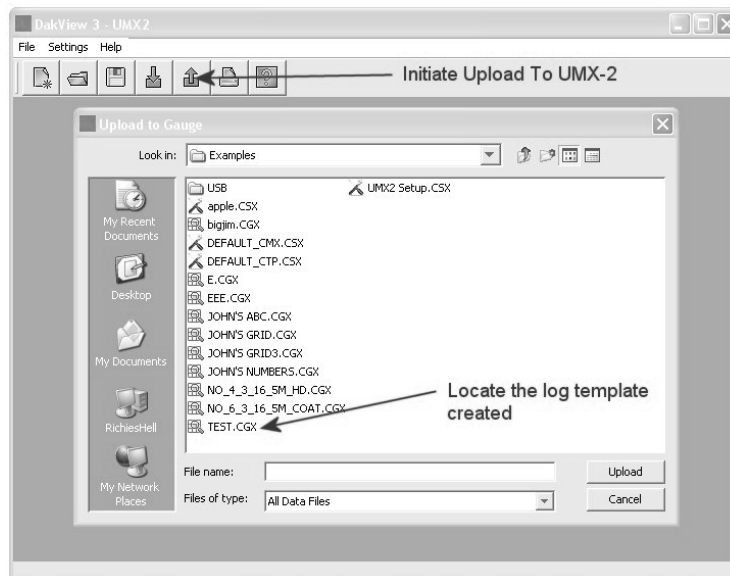 DakView 3 - UMX2
File Settings Help
Initiate Upload To UMX-2
Upload to Gauge
Look in: Examples
My Recent
Documents
Desktop
My Documents
RichiesHell
My Network
Places
USB
apple.CSX
bigjim.CGX
DEFAULT_CMX.CSX
DEFAULT_CTP.CSX
E.CGX
EEE.CGX
JOHN'S ABC.CGX
JOHN'S GRID.CGX
JOHN'S GRID3.CGX
JOHN'S NUMBERS.CGX
NO_4_3_16_5M_HD.CGX
NO_6_3_16_5M_COAT.CGX
TEST.CGX
UMX2 Setup.CSX
Locate the log template
created
File name:
Upload
Files of type: All Data Files
Cancel